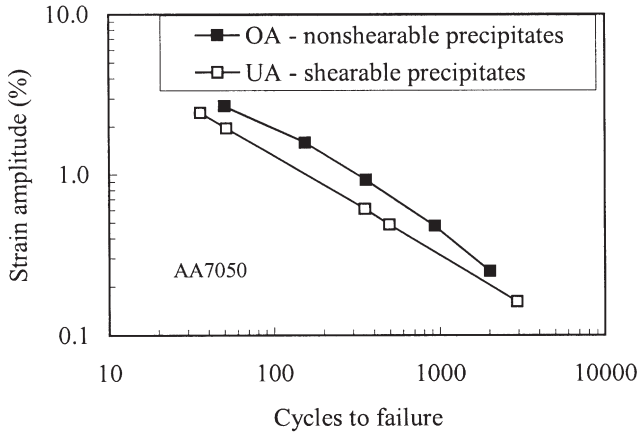 10.0
OA - nonshearable precipitates
UA - shearable precipitates
Strain amplitude (%)
1.0
AA7050
0.1
10 100 1000 10000
Cycles to failure